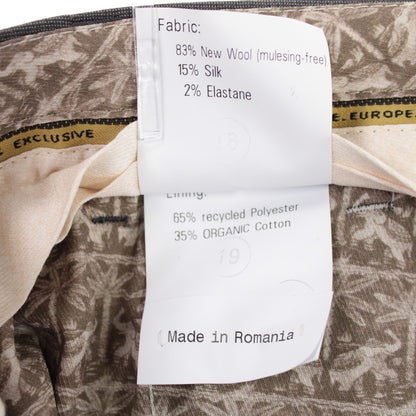 Fabric:
83% New Wool (mulesing-free)
15% Silk
2% Elastane
EXCLUSIVE
EUROPE.
Lining:
65% recycled Polyester
35% ORGANIC Cotton
19
Made in Romania